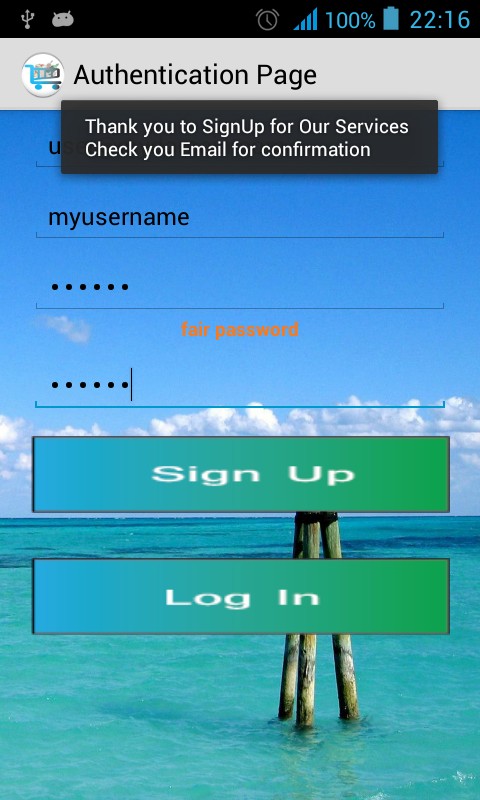 100% 22:16
Authentication Page
Thank you to SignUp for Our Services
Check you Email for confirmation
myusername
fair password
Sign Up
Log In